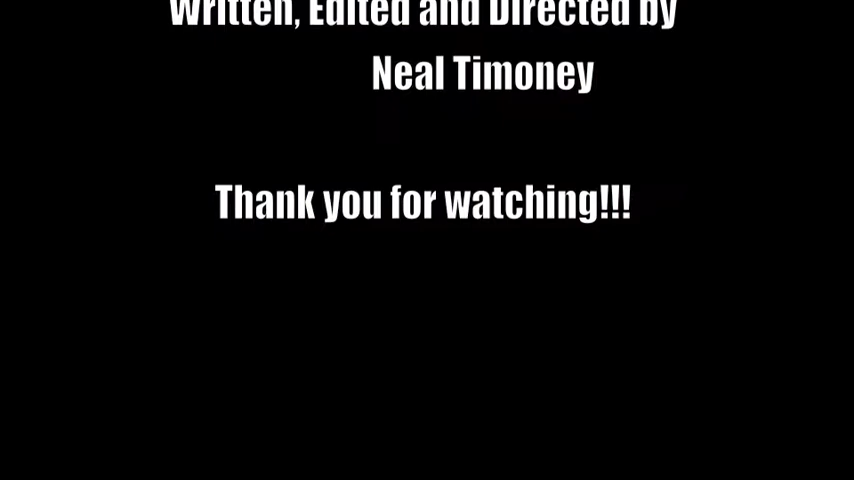 Written, Edited and Directed by
Neal Timoney
Thank you for watching!!!